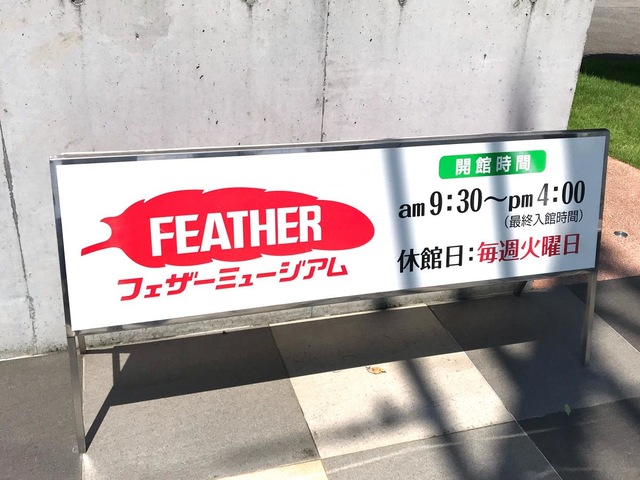 FEATHER
フェザーミュージアム
開館時間
am 9:30～pm 4:00
(最終入館時間)
休館日:毎週火曜日